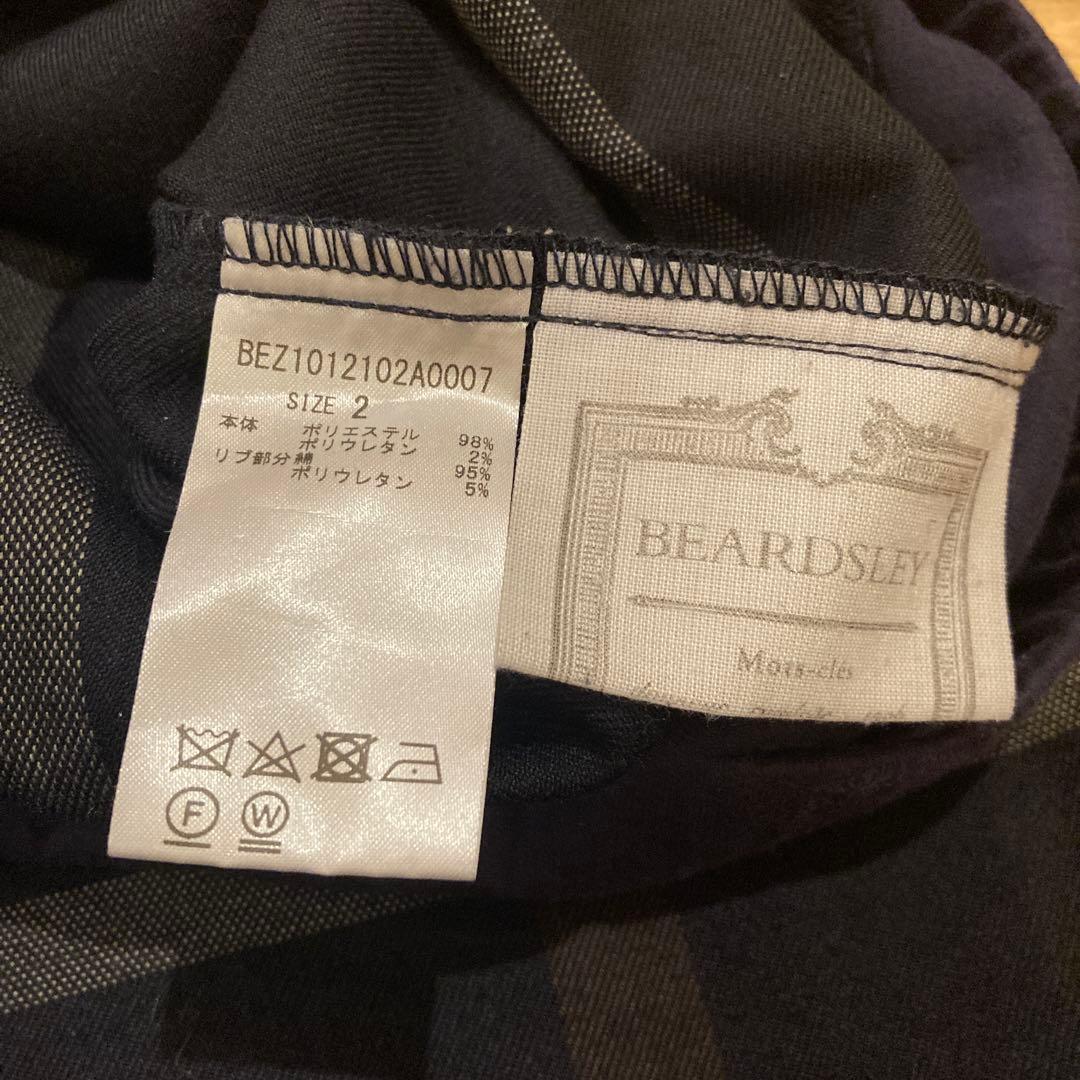 BEZ1012102A0007
SIZE 2
本体 ポリエステル 98%
ポリウレタン 2%
リブ部分綿 95%
ポリウレタン 5%
F
W
BEARDSLEY
Mots-clés